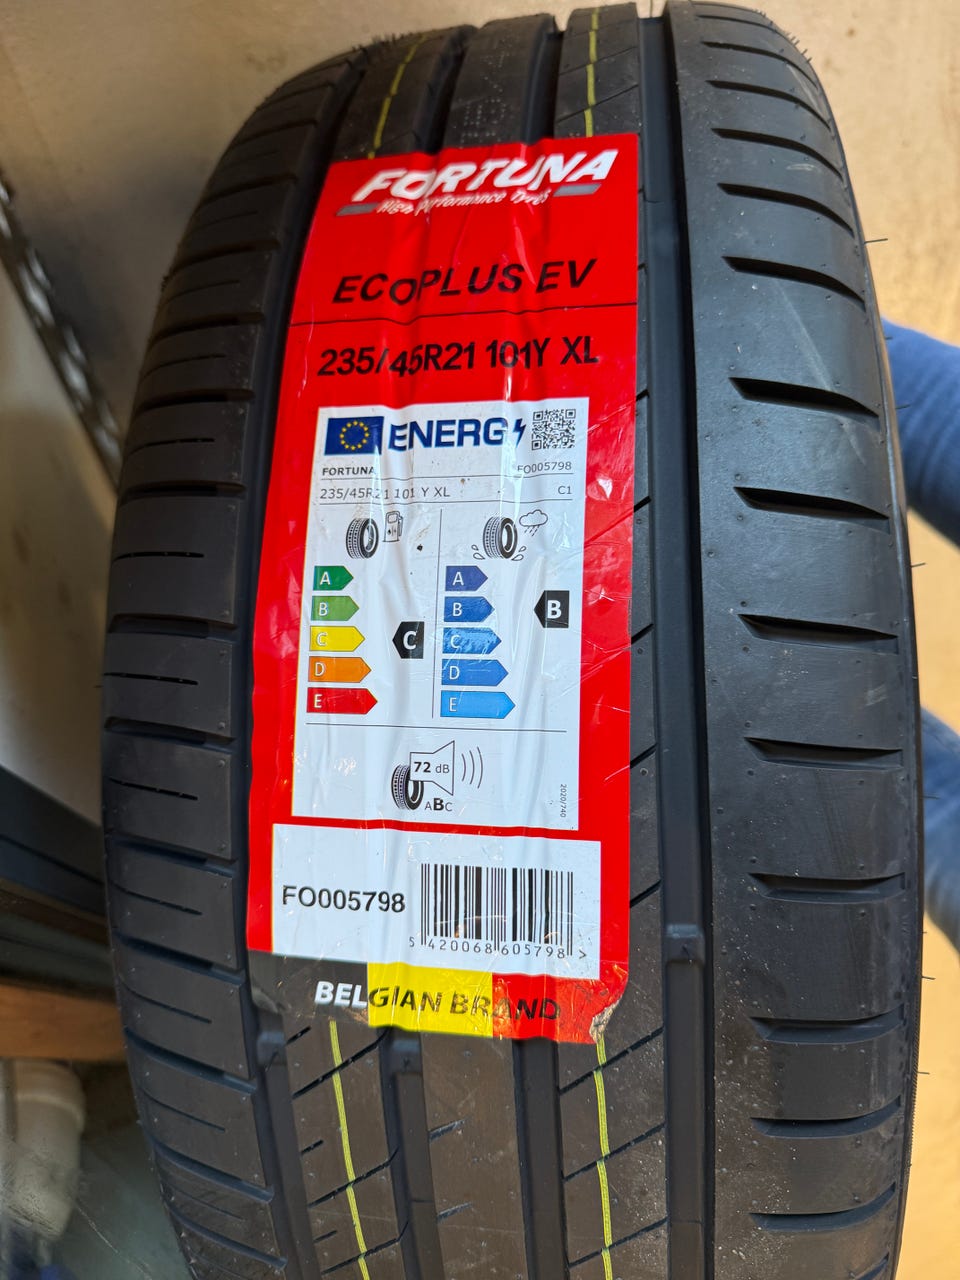 FORTUNA
High Performance Tyres
ECOPLUS EV
235/45R21 101Y XL
ENERG
FORTUNA FO005798
235/45R21 101 Y XL C1
A A
B B B
C C C
D D
E E
72 dB
ABC
2020/740
FO005798
5 420068 605798 >
BELGIAN BRAND